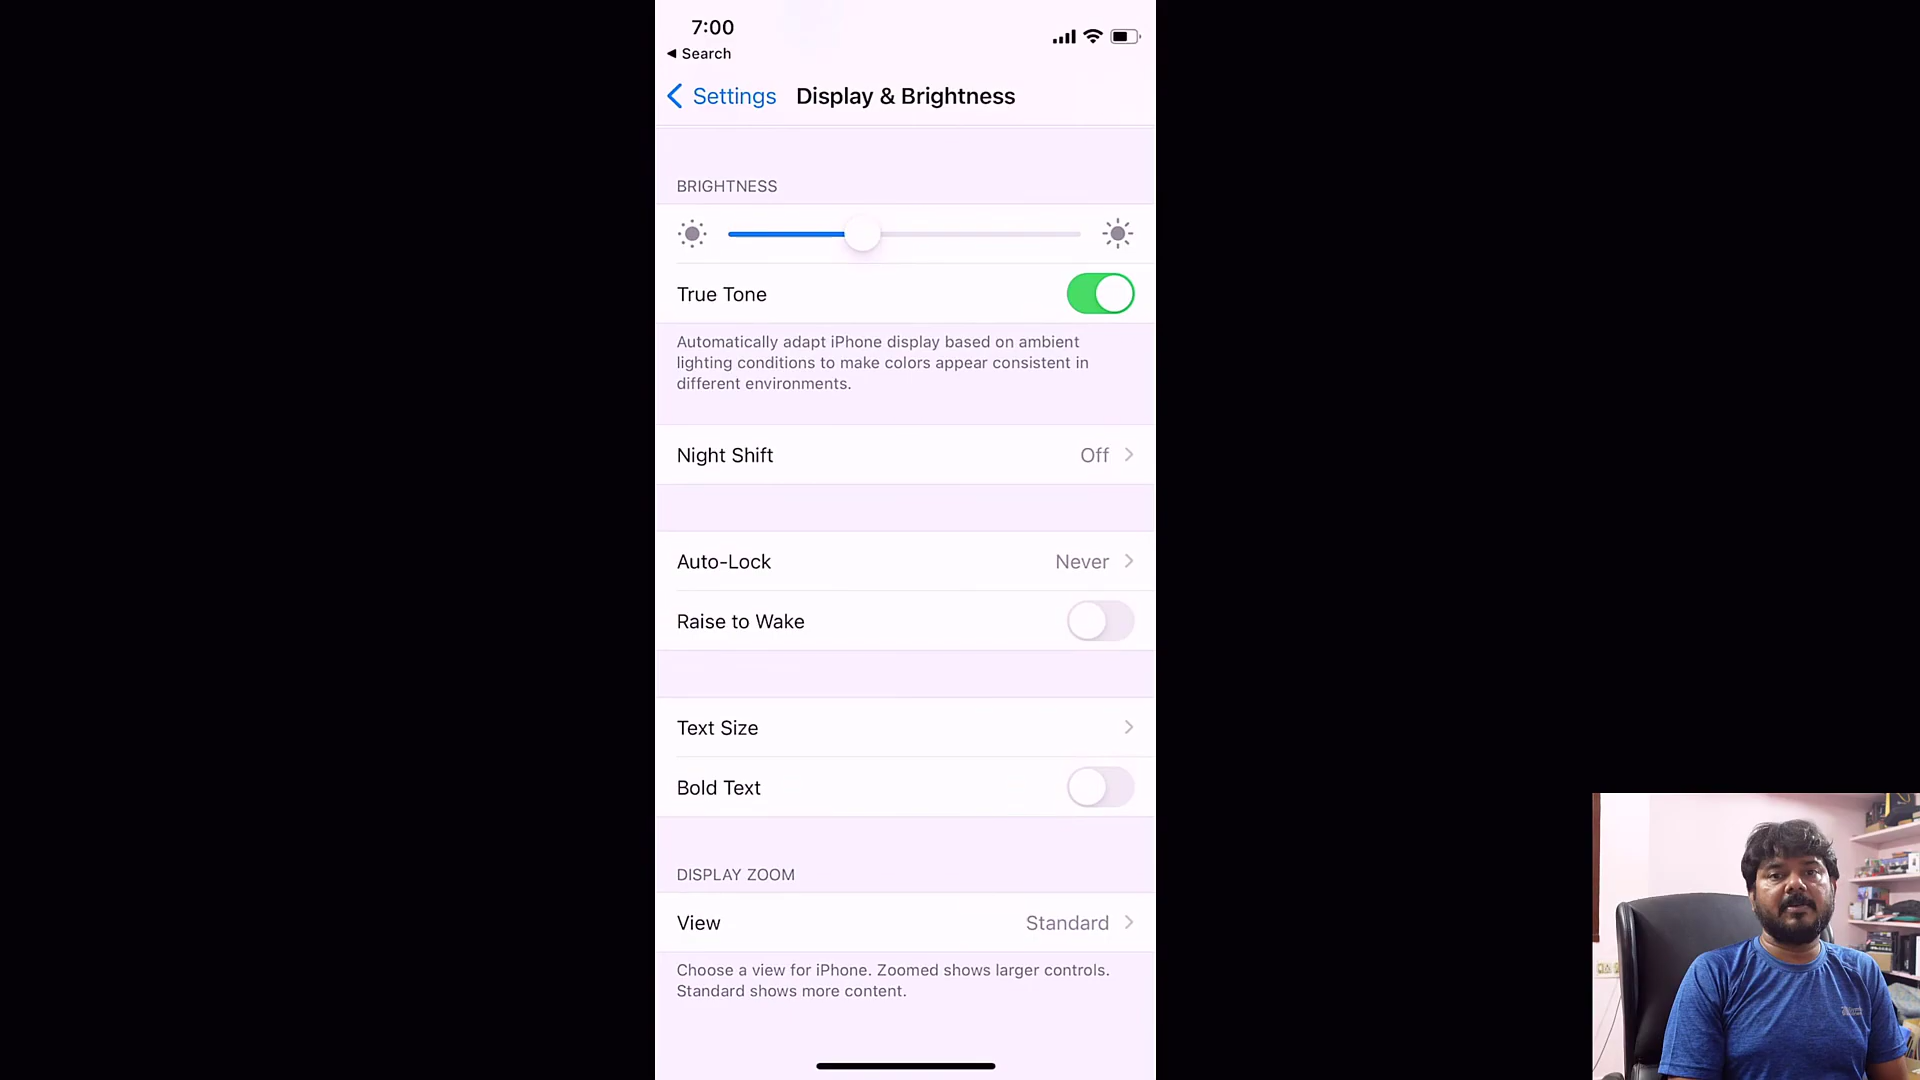 7:00
◀ Search
Settings Display & Brightness
BRIGHTNESS
True Tone
Automatically adapt iPhone display based on ambient
lighting conditions to make colors appear consistent in
different environments.
Night Shift Off
Auto-Lock Never
Raise to Wake
Text Size
Bold Text
DISPLAY ZOOM
View Standard
Choose a view for iPhone. Zoomed shows larger controls.
Standard shows more content.